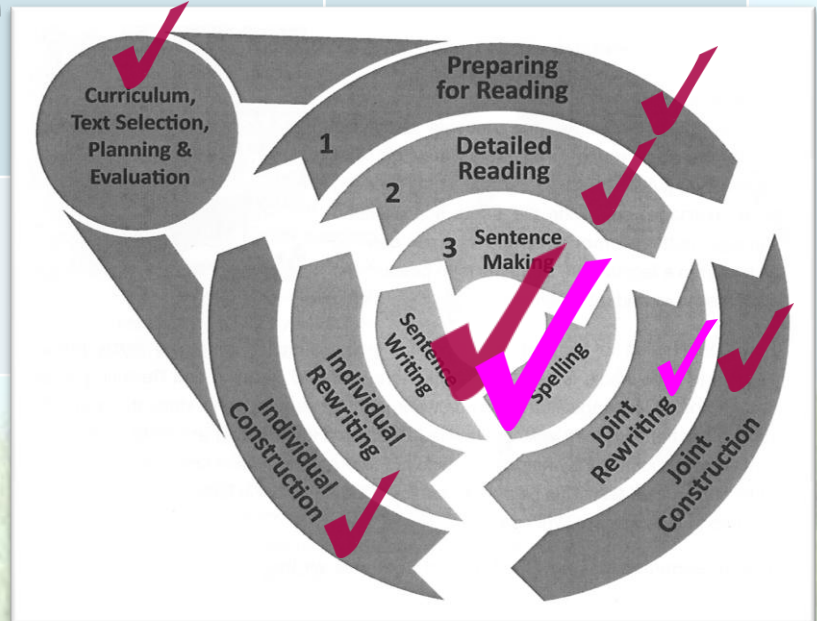 Curriculum,
Text Selection,
Planning &
Evaluation
Preparing
for Reading
1
Detailed
Reading
2
Sentence
Making
3
Spelling
Sentence
Writing
Joint
Rewriting
Individual
Rewriting
Joint
Construction
Individual
Construction